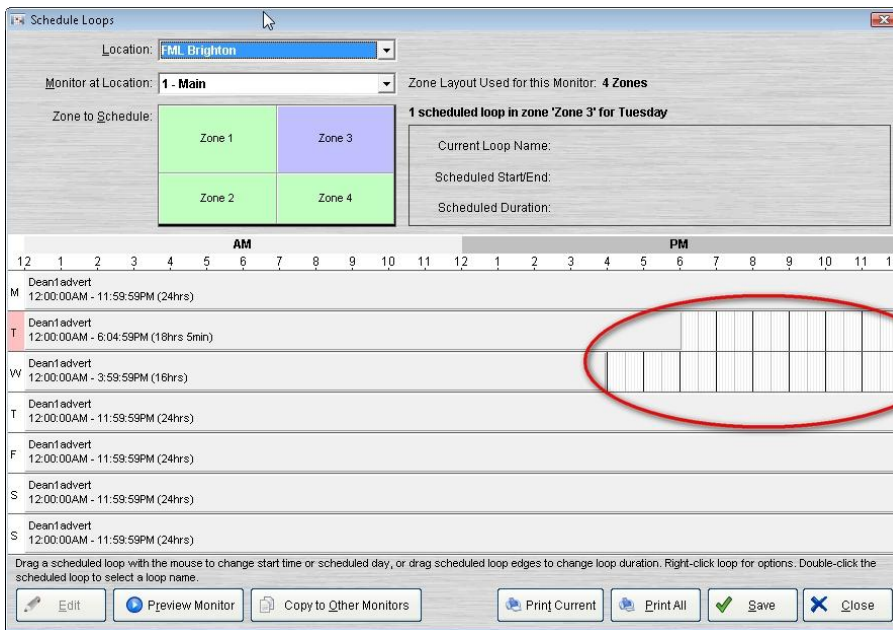 Schedule Loops
Location: FML Brighton
Monitor at Location: 1 - Main Zone Layout Used for this Monitor: 4 Zones
Zone to Schedule: 1 scheduled loop in zone 'Zone 3' for Tuesday
Zone 1 Zone 3
Zone 2 Zone 4
Current Loop Name:
Scheduled Start/End:
Scheduled Duration:
AM PM
12 1 2 3 4 5 6 7 8 9 10 11 12 1 2 3 4 5 6 7 8 9 10 11 1
M Dean1advert
12:00:00AM - 11:59:59PM (24hrs)
T Dean1advert
12:00:00AM - 6:04:59PM (18hrs 5min)
W Dean1advert
12:00:00AM - 3:59:59PM (16hrs)
T Dean1advert
12:00:00AM - 11:59:59PM (24hrs)
F Dean1advert
12:00:00AM - 11:59:59PM (24hrs)
S Dean1advert
12:00:00AM - 11:59:59PM (24hrs)
S Dean1advert
12:00:00AM - 11:59:59PM (24hrs)
Drag a scheduled loop with the mouse to change start time or scheduled day, or drag scheduled loop edges to change loop duration. Right-click loop for options. Double-click the
scheduled loop to select a loop name.
Edit Preview Monitor Copy to Other Monitors Print Current Print All Save Close